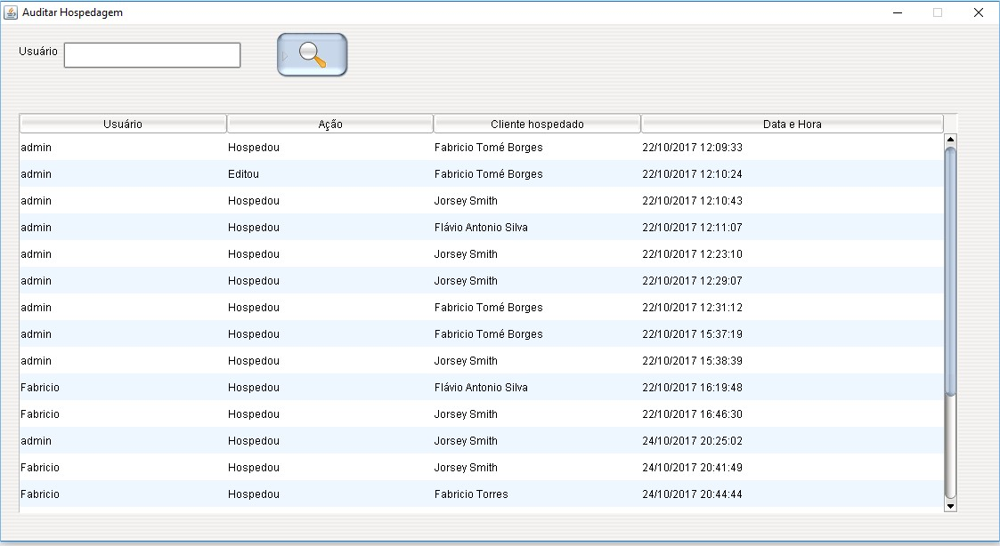 Auditar Hospedagem
Usuário
Usuário Ação Cliente hospedado Data e Hora
admin Hospedou Fabricio Tomé Borges 22/10/2017 12:09:33
admin Editou Fabricio Tomé Borges 22/10/2017 12:10:24
admin Hospedou Jorsey Smith 22/10/2017 12:10:43
admin Hospedou Flávio Antonio Silva 22/10/2017 12:11:07
admin Hospedou Jorsey Smith 22/10/2017 12:23:10
admin Hospedou Jorsey Smith 22/10/2017 12:29:07
admin Hospedou Fabricio Tomé Borges 22/10/2017 12:31:12
admin Hospedou Fabricio Tomé Borges 22/10/2017 15:37:19
admin Hospedou Jorsey Smith 22/10/2017 15:38:39
Fabricio Hospedou Flávio Antonio Silva 22/10/2017 16:19:48
Fabricio Hospedou Jorsey Smith 22/10/2017 16:46:30
admin Hospedou Jorsey Smith 24/10/2017 20:25:02
Fabricio Hospedou Jorsey Smith 24/10/2017 20:41:49
Fabricio Hospedou Fabricio Torres 24/10/2017 20:44:44